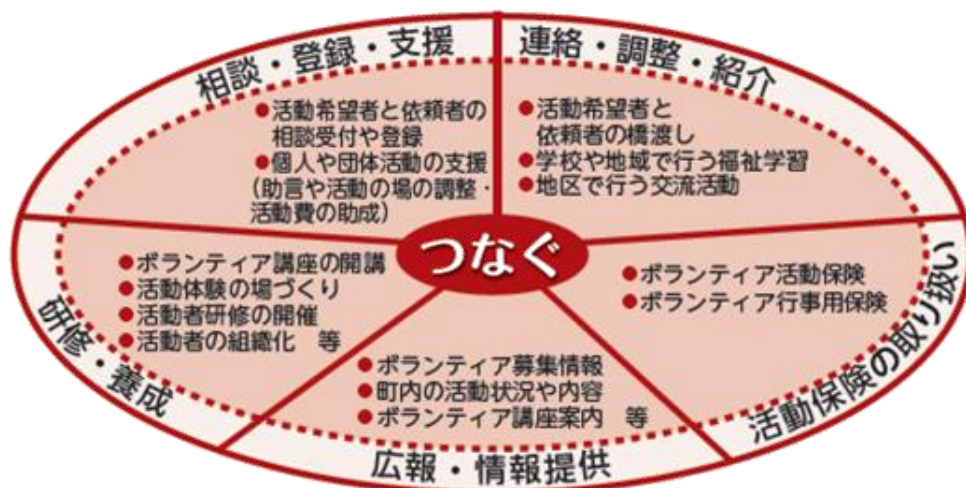 相談・登録・支援
●活動希望者と依頼者の
相談受付や登録
●個人や団体活動の支援
(助言や活動の場の調整・
活動費の助成)
連絡・調整・紹介
●活動希望者と
依頼者の橋渡し
●学校や地域で行う福祉学習
●地区で行う交流活動
つなぐ
研修・養成
●ボランティア講座の開講
●活動体験の場づくり
●活動者研修の開催
●活動者の組織化 等
広報・情報提供
●ボランティア募集情報
●町内の活動状況や内容
●ボランティア講座案内 等
活動保険の取り扱い
●ボランティア活動保険
●ボランティア行事用保険